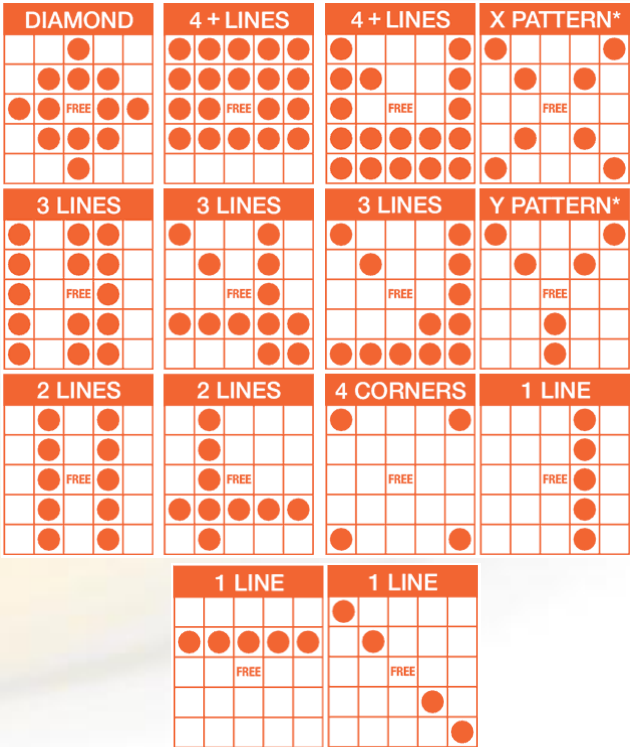 DIAMOND
FREE
4 + LINES
FREE
4 + LINES
FREE
X PATTERN*
FREE
3 LINES
FREE
3 LINES
FREE
3 LINES
FREE
Y PATTERN*
FREE
2 LINES
FREE
2 LINES
FREE
4 CORNERS
FREE
1 LINE
FREE
1 LINE
FREE
1 LINE
FREE